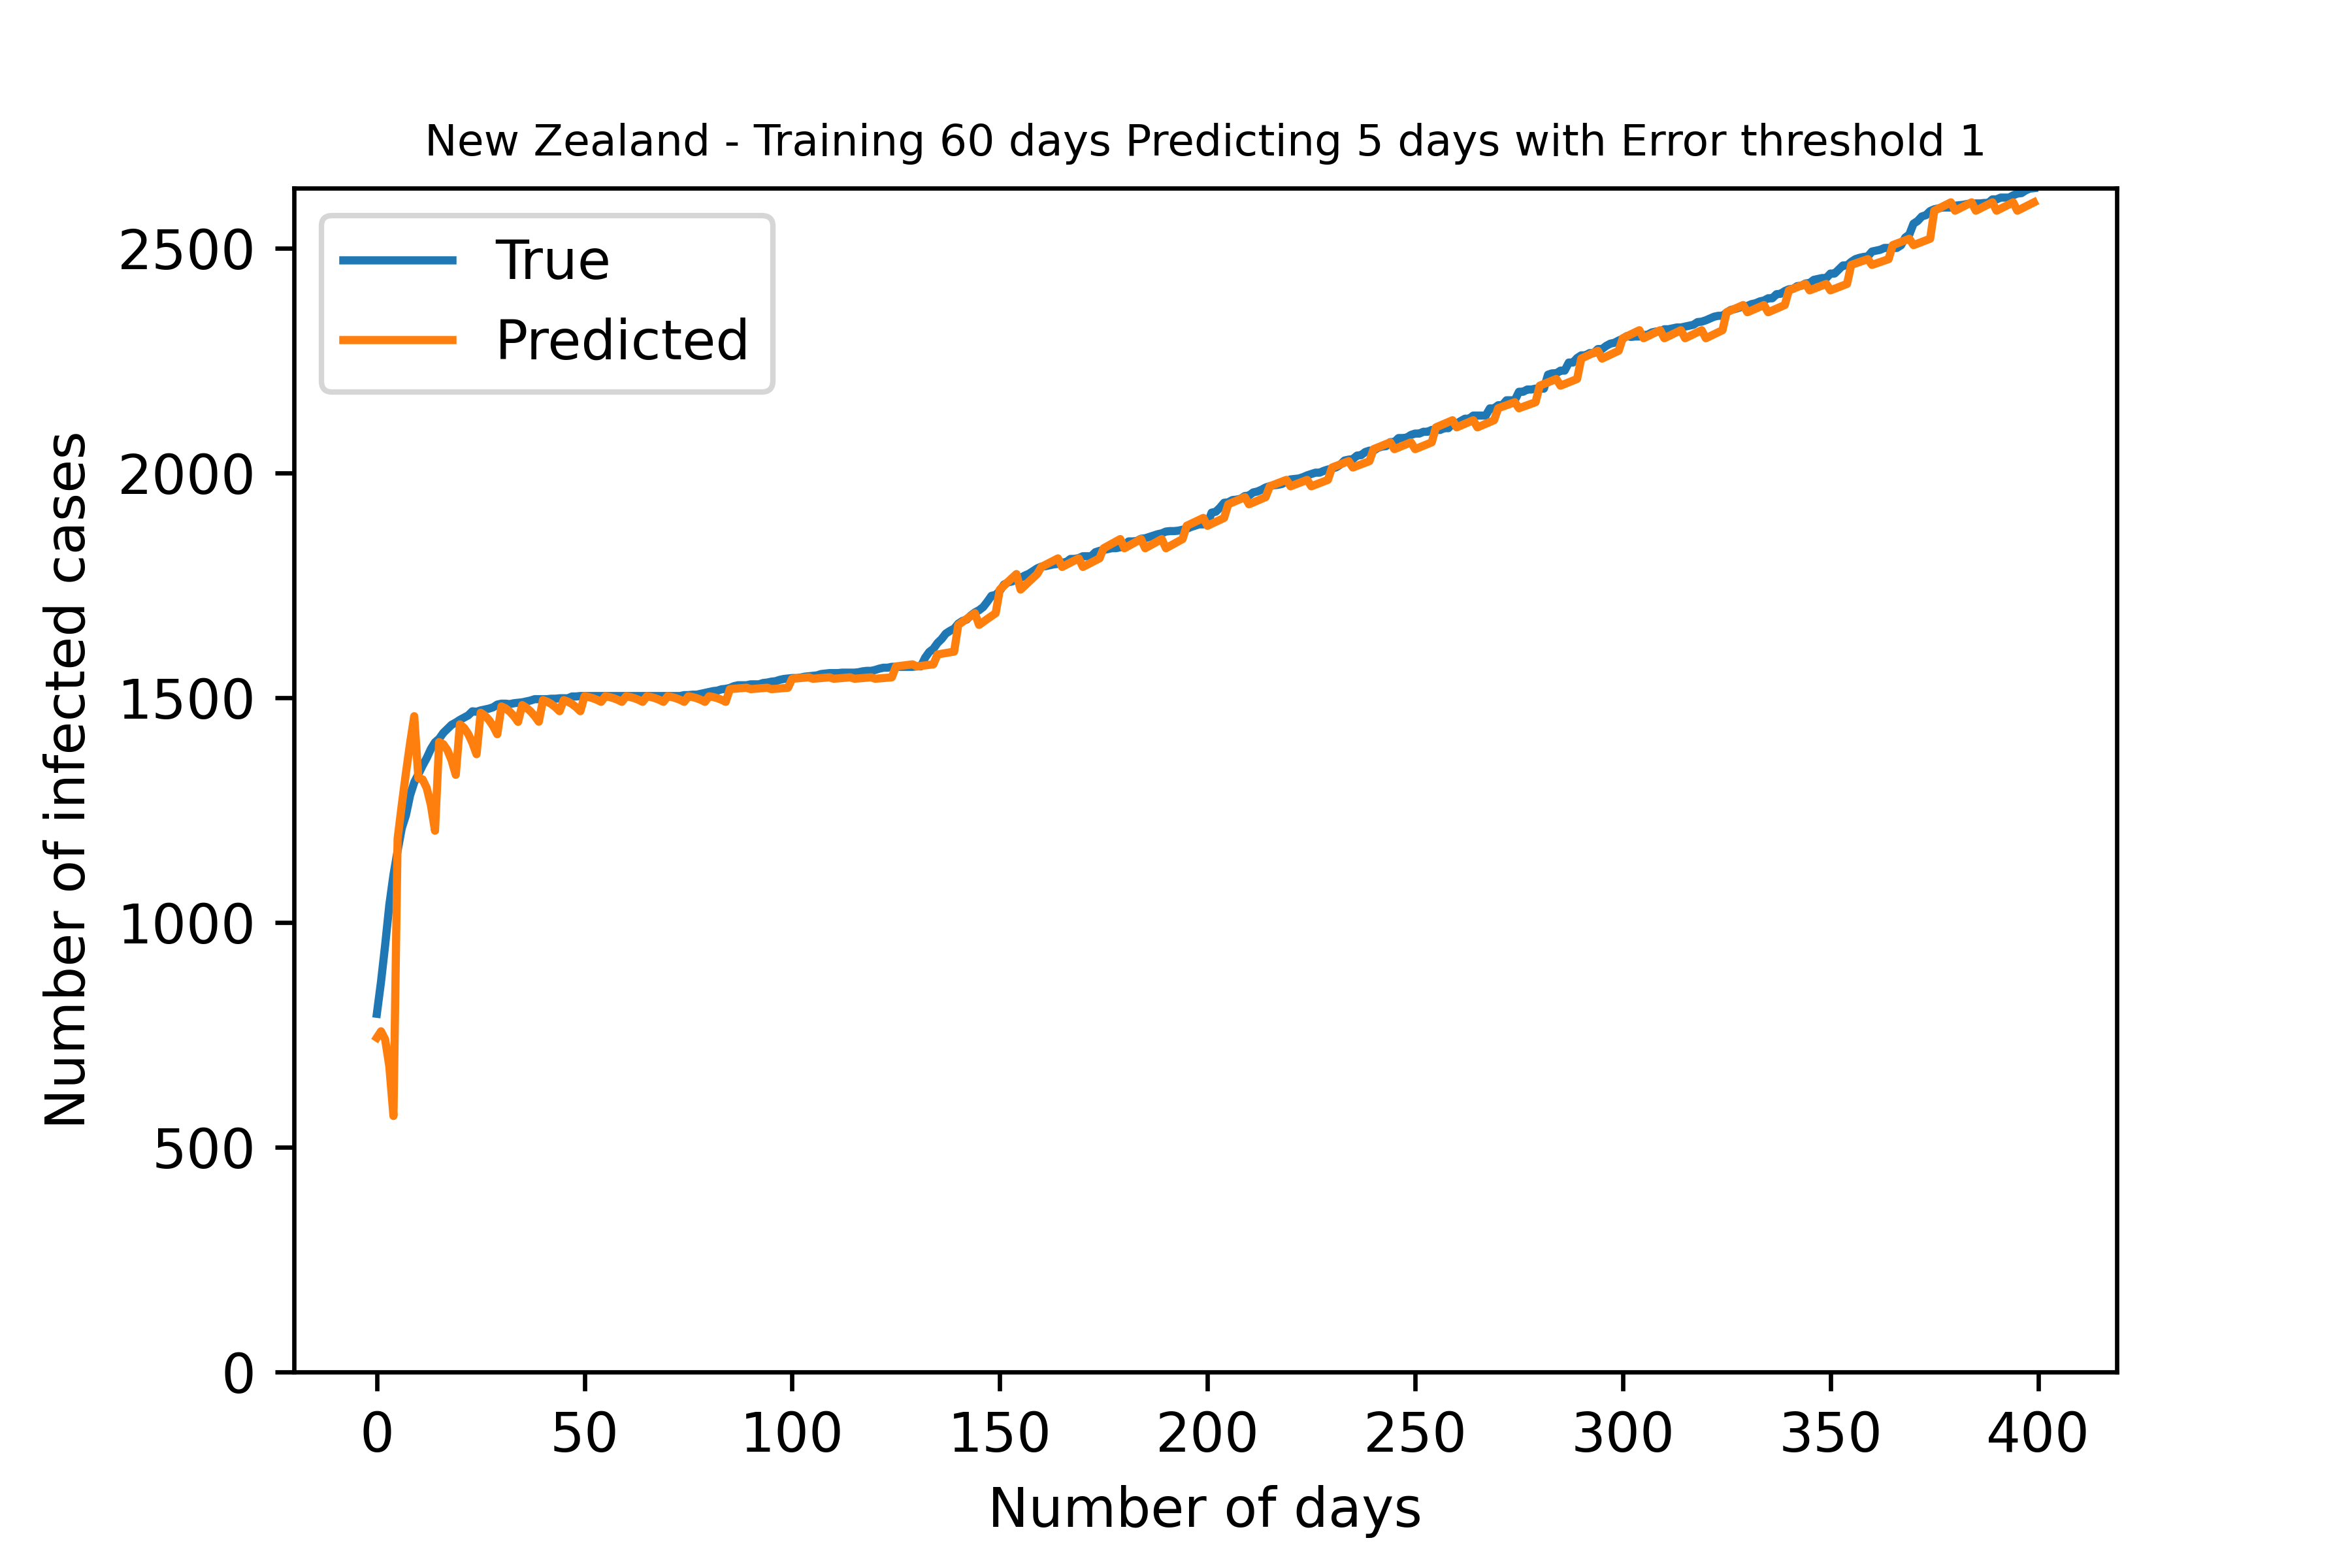 New Zealand - Training 60 days Predicting 5 days with Error threshold 1
True
Predicted
2500
2000
1500
1000
500
0
Number of infected cases
0 50 100 150 200 250 300 350 400
Number of days